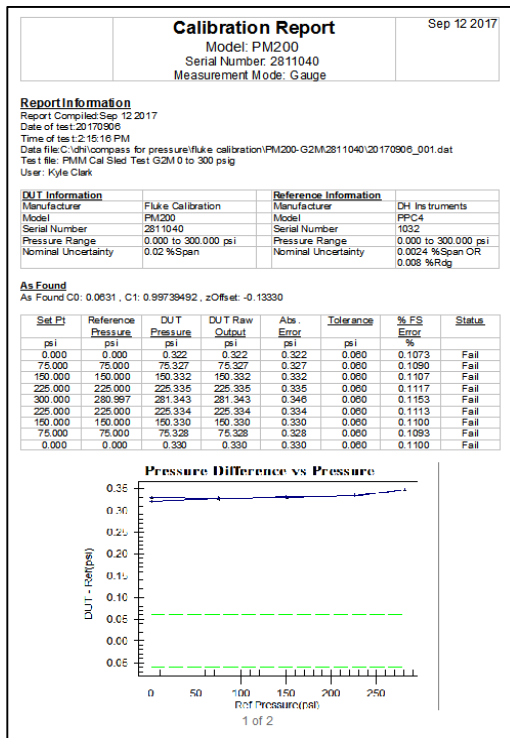 Calibration Report
Sep 12 2017
Model: PM200
Serial Number: 2811040
Measurement Mode: Gauge
Report Information
Report Compiled:Sep 12 2017
Date of test:20170906
Time of test:2:15:16 PM
Data file:C:\dhi\compass for pressure\fluke calibration\PM200-G2M\2811040\20170906_001.dat
Test file: PMM Cal Sled Test G2M 0 to 300 psig
User: Kyle Clark
DUT Information Reference Information
Manufacturer Fluke Calibration Manufacturer DH Instruments
Model PM200 Model PPC4
Serial Number 2811040 Serial Number 1032
Pressure Range 0.000 to 300.000 psi Pressure Range 0.000 to 300.000 psi
Nominal Uncertainty 0.02 %Span Nominal Uncertainty 0.0024 %Span OR
0.008 %Rdg
As Found
As Found C0: 0.0631 , C1: 0.99739492 , zOffset: -0.13330
Set Pt Reference DUT DUT Raw Abs. Tolerance % FS Status
Pressure Pressure Output Error Error
psi psi psi psi psi psi %
0.000 0.000 0.322 0.322 0.322 0.060 0.1073 Fail
75.000 75.000 75.327 75.327 0.327 0.060 0.1090 Fail
150.000 150.000 150.332 150.332 0.332 0.060 0.1107 Fail
225.000 225.000 225.335 225.335 0.335 0.060 0.1117 Fail
300.000 280.997 281.343 281.343 0.346 0.060 0.1153 Fail
225.000 225.000 225.334 225.334 0.334 0.060 0.1113 Fail
150.000 150.000 150.330 150.330 0.330 0.060 0.1100 Fail
75.000 75.000 75.328 75.328 0.328 0.060 0.1093 Fail
0.000 0.000 0.330 0.330 0.330 0.060 0.1100 Fail
Pressure Difference vs Pressure
DUT - Ref(psi)
0.35
0.30
0.25
0.20
0.15
0.10
0.05
0.00
0.05
0 50 100 150 200 250
Ref Pressure(psi)
1 of 2